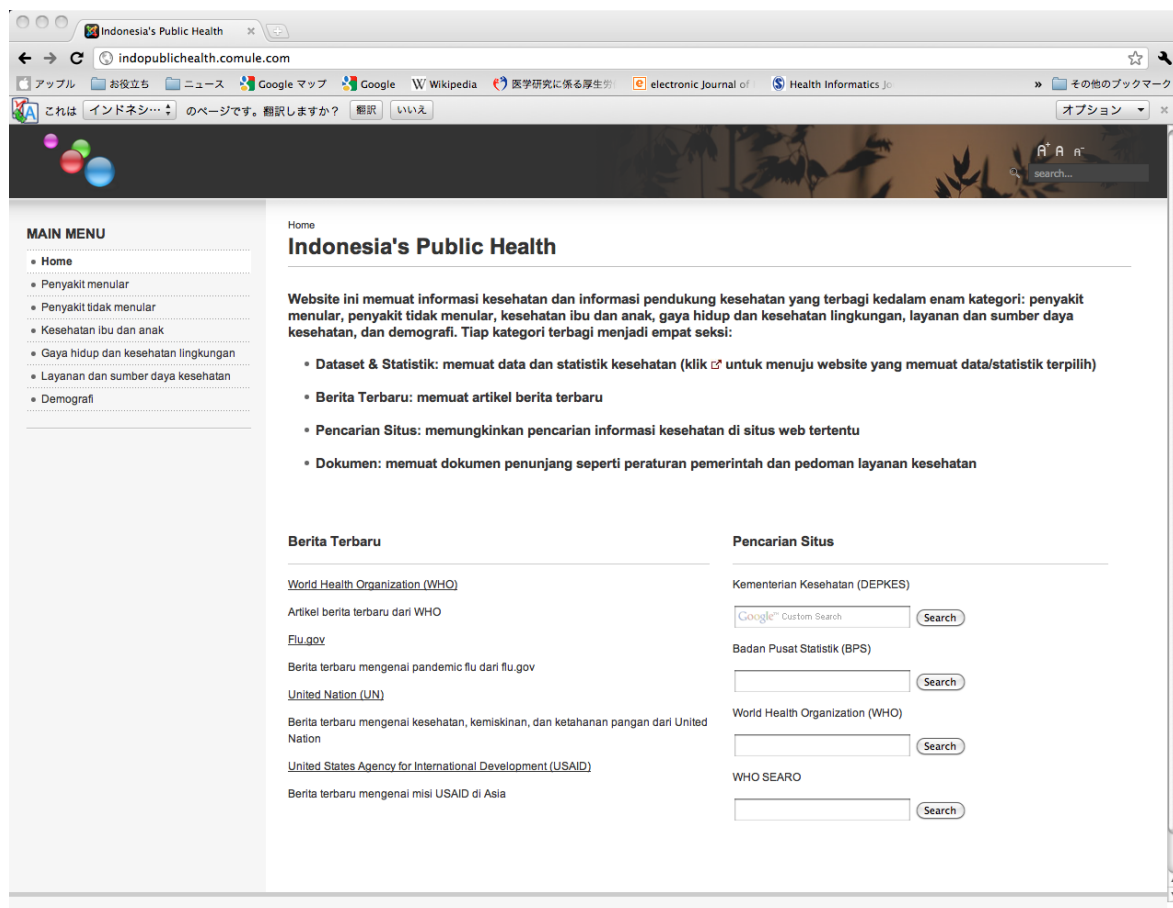 Indonesia's Public Health
indopublichealth.comule.com
アップル お役立ち ニュース Google マップ Google Wikipedia 医学研究に係る厚生労 electronic Journal of Health Informatics Jo » その他のブックマーク
これは インドネシ… のページです。翻訳しますか? 翻訳 いいえ オプション
A+ A A-
search...
MAIN MENU
Home
Penyakit menular
Penyakit tidak menular
Kesehatan ibu dan anak
Gaya hidup dan kesehatan lingkungan
Layanan dan sumber daya kesehatan
Demografi
Home
Indonesia's Public Health
Website ini memuat informasi kesehatan dan informasi pendukung kesehatan yang terbagi kedalam enam kategori: penyakit
menular, penyakit tidak menular, kesehatan ibu dan anak, gaya hidup dan kesehatan lingkungan, layanan dan sumber daya
kesehatan, dan demografi. Tiap kategori terbagi menjadi empat seksi:
• Dataset & Statistik: memuat data dan statistik kesehatan (klik untuk menuju website yang memuat data/statistik terpilih)
• Berita Terbaru: memuat artikel berita terbaru
• Pencarian Situs: memungkinkan pencarian informasi kesehatan di situs web tertentu
• Dokumen: memuat dokumen penunjang seperti peraturan pemerintah dan pedoman layanan kesehatan
Berita Terbaru
World Health Organization (WHO)
Artikel berita terbaru dari WHO
Flu.gov
Berita terbaru mengenai pandemic flu dari flu.gov
United Nation (UN)
Berita terbaru mengenai kesehatan, kemiskinan, dan ketahanan pangan dari United
Nation
United States Agency for International Development (USAID)
Berita terbaru mengenai misi USAID di Asia
Pencarian Situs
Kementerian Kesehatan (DEPKES)
Google™ Custom Search Search
Badan Pusat Statistik (BPS)
Search
World Health Organization (WHO)
Search
WHO SEARO
Search